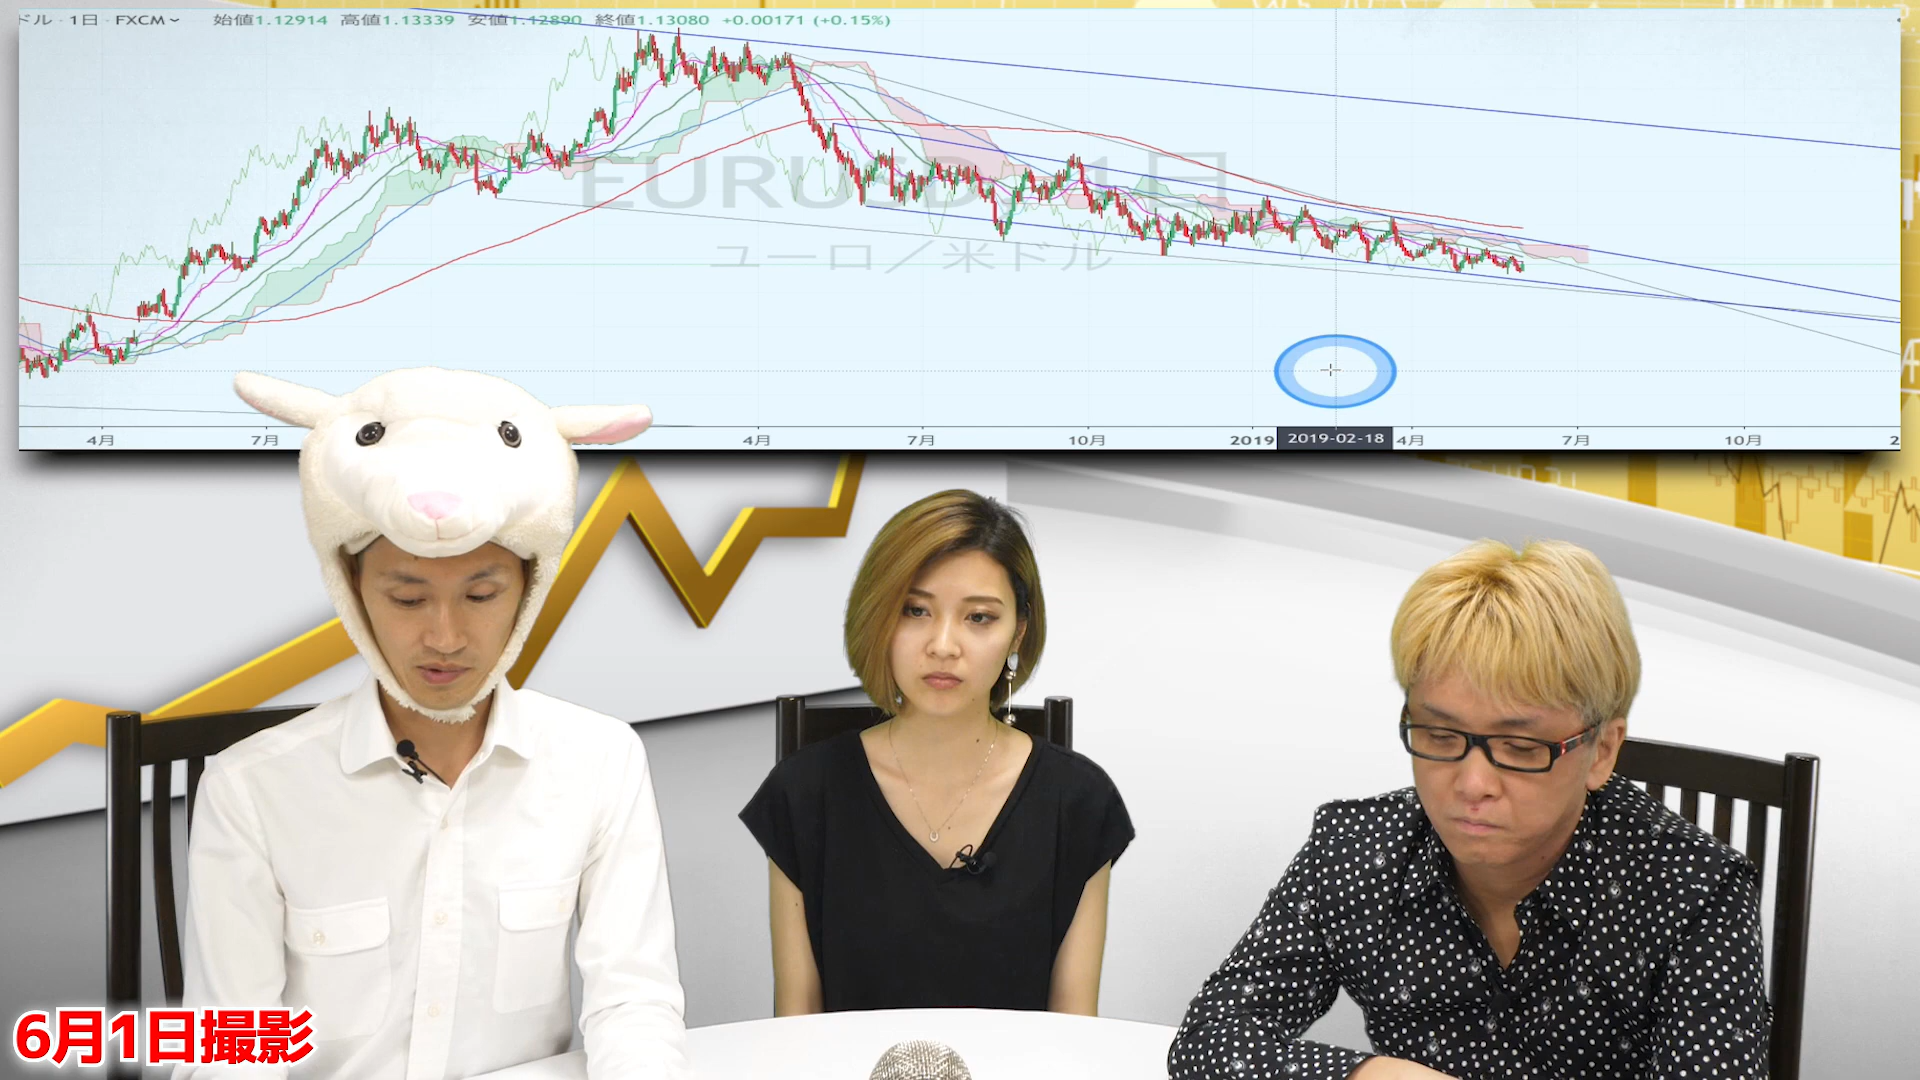 ドル · 1日 · FXCM 始値1.12914 高値1.13339 安値1.12890 終値1.13080 +0.00171 (+0.15%)
EURUSD 1日
ユーロ／米ドル
4月 7月 4月 7月 10月 2019 2019-02-18 4月 7月 10月 2
6月1日撮影